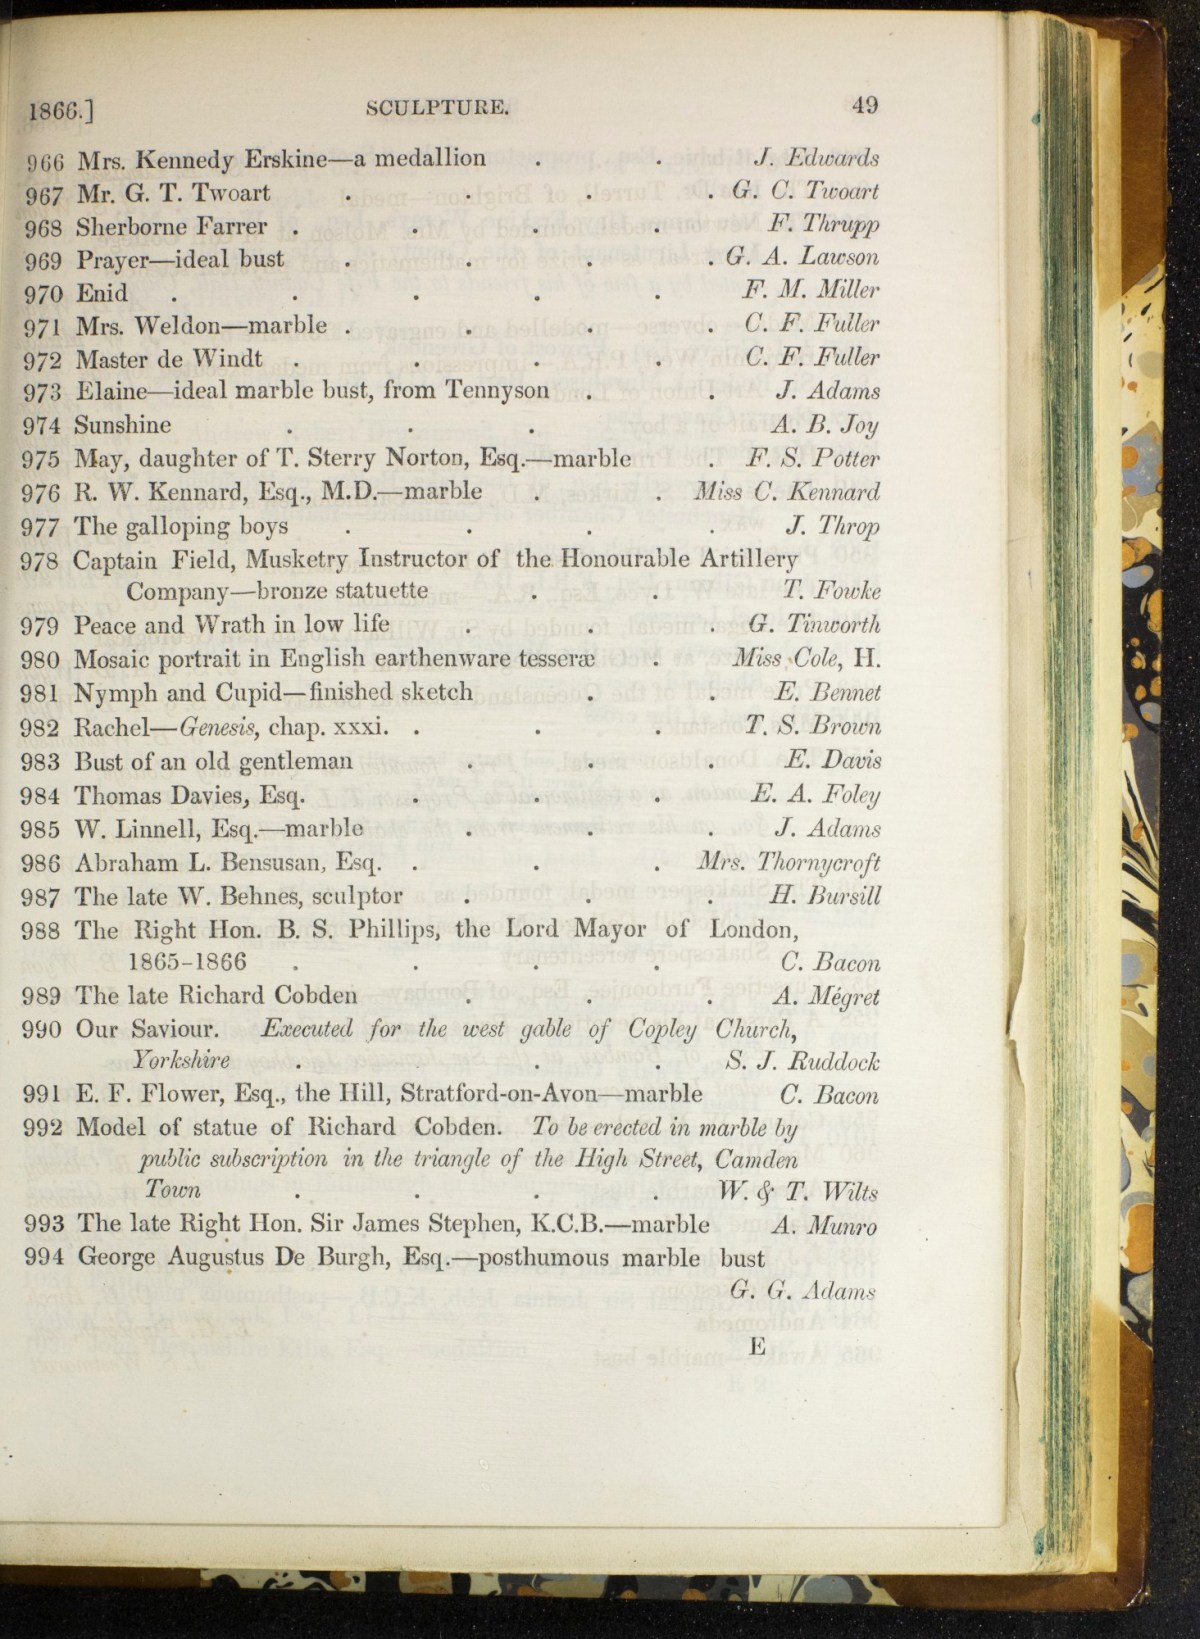 1866.] SCULPTURE. 49
966 Mrs. Kennedy Erskine—a medallion . . J. Edwards
967 Mr. G. T. Twoart . . . . G. C. Twoart
968 Sherborne Farrer . . . . F. Thrupp
969 Prayer—ideal bust . . . . G. A. Lawson
970 Enid . . . . . F. M. Miller
971 Mrs. Weldon—marble . . . . C. F. Fuller
972 Master de Windt . . . . C. F. Fuller
973 Elaine—ideal marble bust, from Tennyson . . J. Adams
974 Sunshine . . . A. B. Joy
975 May, daughter of T. Sterry Norton, Esq.—marble . F. S. Potter
976 R. W. Kennard, Esq., M.D.—marble . . Miss C. Kennard
977 The galloping boys . . . . J. Throp
978 Captain Field, Musketry Instructor of the Honourable Artillery
Company—bronze statuette . . T. Fowke
979 Peace and Wrath in low life . . . G. Tinworth
980 Mosaic portrait in English earthenware tesseræ . Miss Cole, H.
981 Nymph and Cupid—finished sketch . . E. Bennet
982 Rachel—Genesis, chap. xxxi. . . . T. S. Brown
983 Bust of an old gentleman . . . E. Davis
984 Thomas Davies, Esq. . . . E. A. Foley
985 W. Linnell, Esq.—marble . . . J. Adams
986 Abraham L. Bensusan, Esq. . . . Mrs. Thornycroft
987 The late W. Behnes, sculptor . . . H. Bursill
988 The Right Hon. B. S. Phillips, the Lord Mayor of London,
1865-1866 . . . . C. Bacon
989 The late Richard Cobden . . . A. Mégret
990 Our Saviour. Executed for the west gable of Copley Church,
Yorkshire . . . . S. J. Ruddock
991 E. F. Flower, Esq., the Hill, Stratford-on-Avon—marble C. Bacon
992 Model of statue of Richard Cobden. To be erected in marble by
public subscription in the triangle of the High Street, Camden
Town . . . . W. & T. Wilts
993 The late Right Hon. Sir James Stephen, K.C.B.—marble A. Munro
994 George Augustus De Burgh, Esq.—posthumous marble bust
G. G. Adams
E